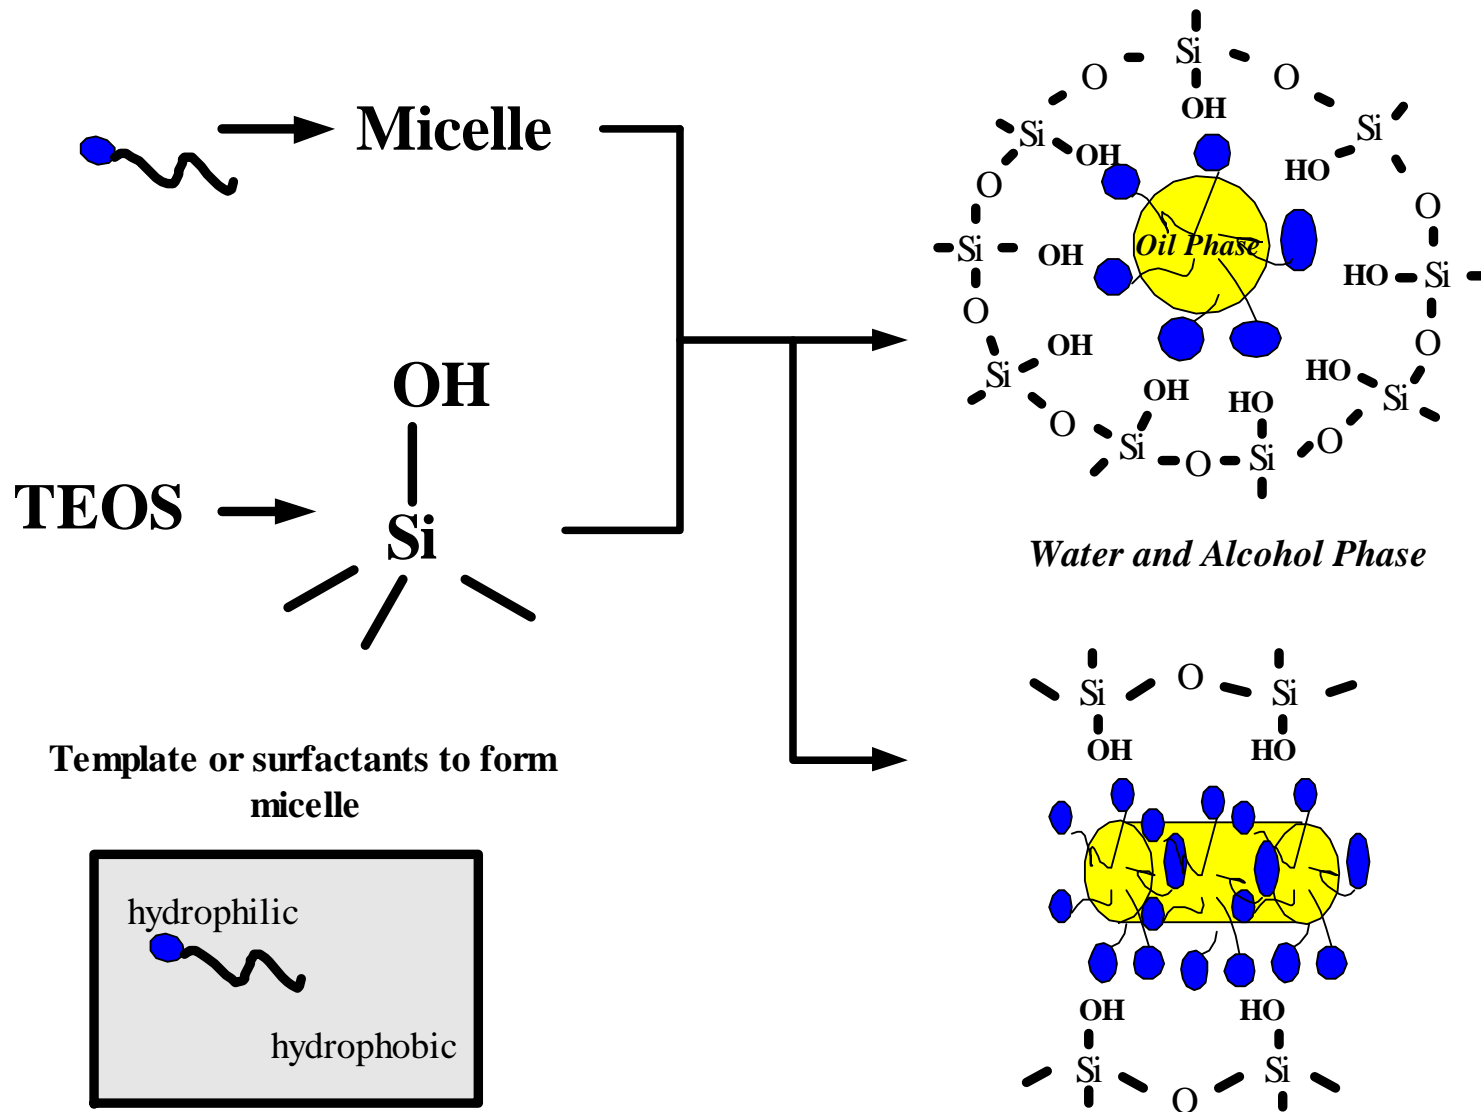 Micelle
OH
TEOS
Si
Template or surfactants to form
micelle
hydrophilic
hydrophobic
Si
O
O
OH
Si
Si
OH
HO
O
O
Oil Phase
Si
OH
HO
Si
O
O
OH
Si
HO
Si
OH
HO
O
O
Si
O
Si
Water and Alcohol Phase
Si
O
Si
OH
HO
OH
HO
Si
Si
O